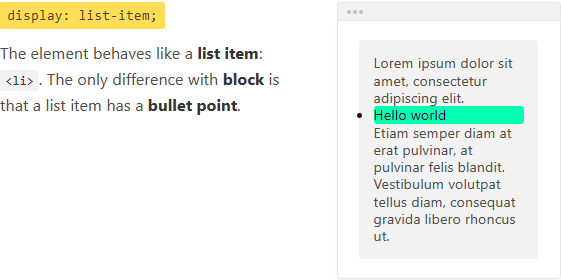 display: list-item;
The element behaves like a list item:
<li>. The only difference with block is
that a list item has a bullet point.
Lorem ipsum dolor sit
amet, consectetur
adipiscing elit.
Hello world
Etiam semper diam at
erat pulvinar, at
pulvinar felis blandit.
Vestibulum volutpat
tellus diam, consequat
gravida libero rhoncus
ut.